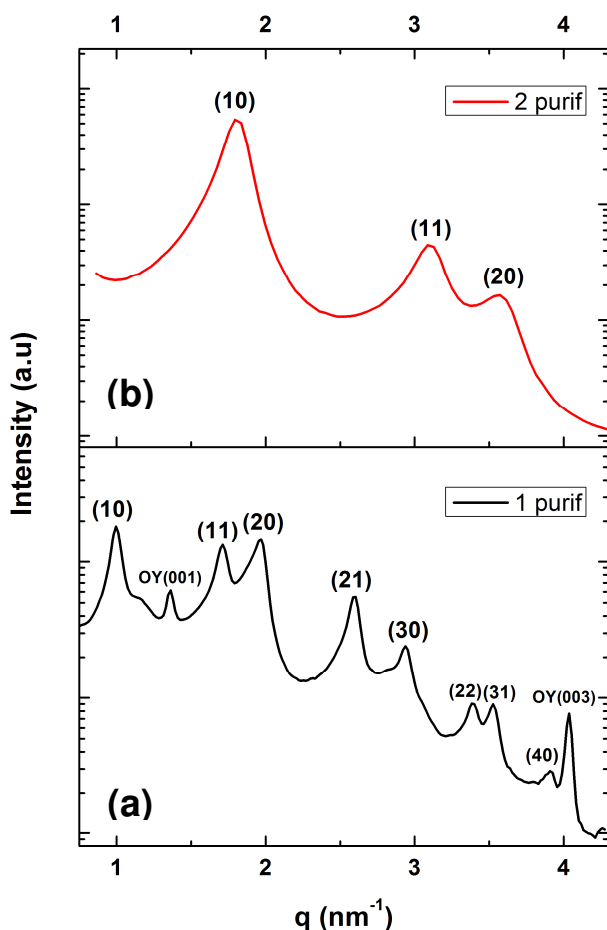 1 2 3 4
2 purif
(10)
(11)
(20)
(b)
Intensity (a.u)
1 purif
(10)
OY(001)
(11)
(20)
(21)
(30)
(22)
(31)
(40)
OY(003)
(a)
1 2 3 4
q (nm⁻¹)